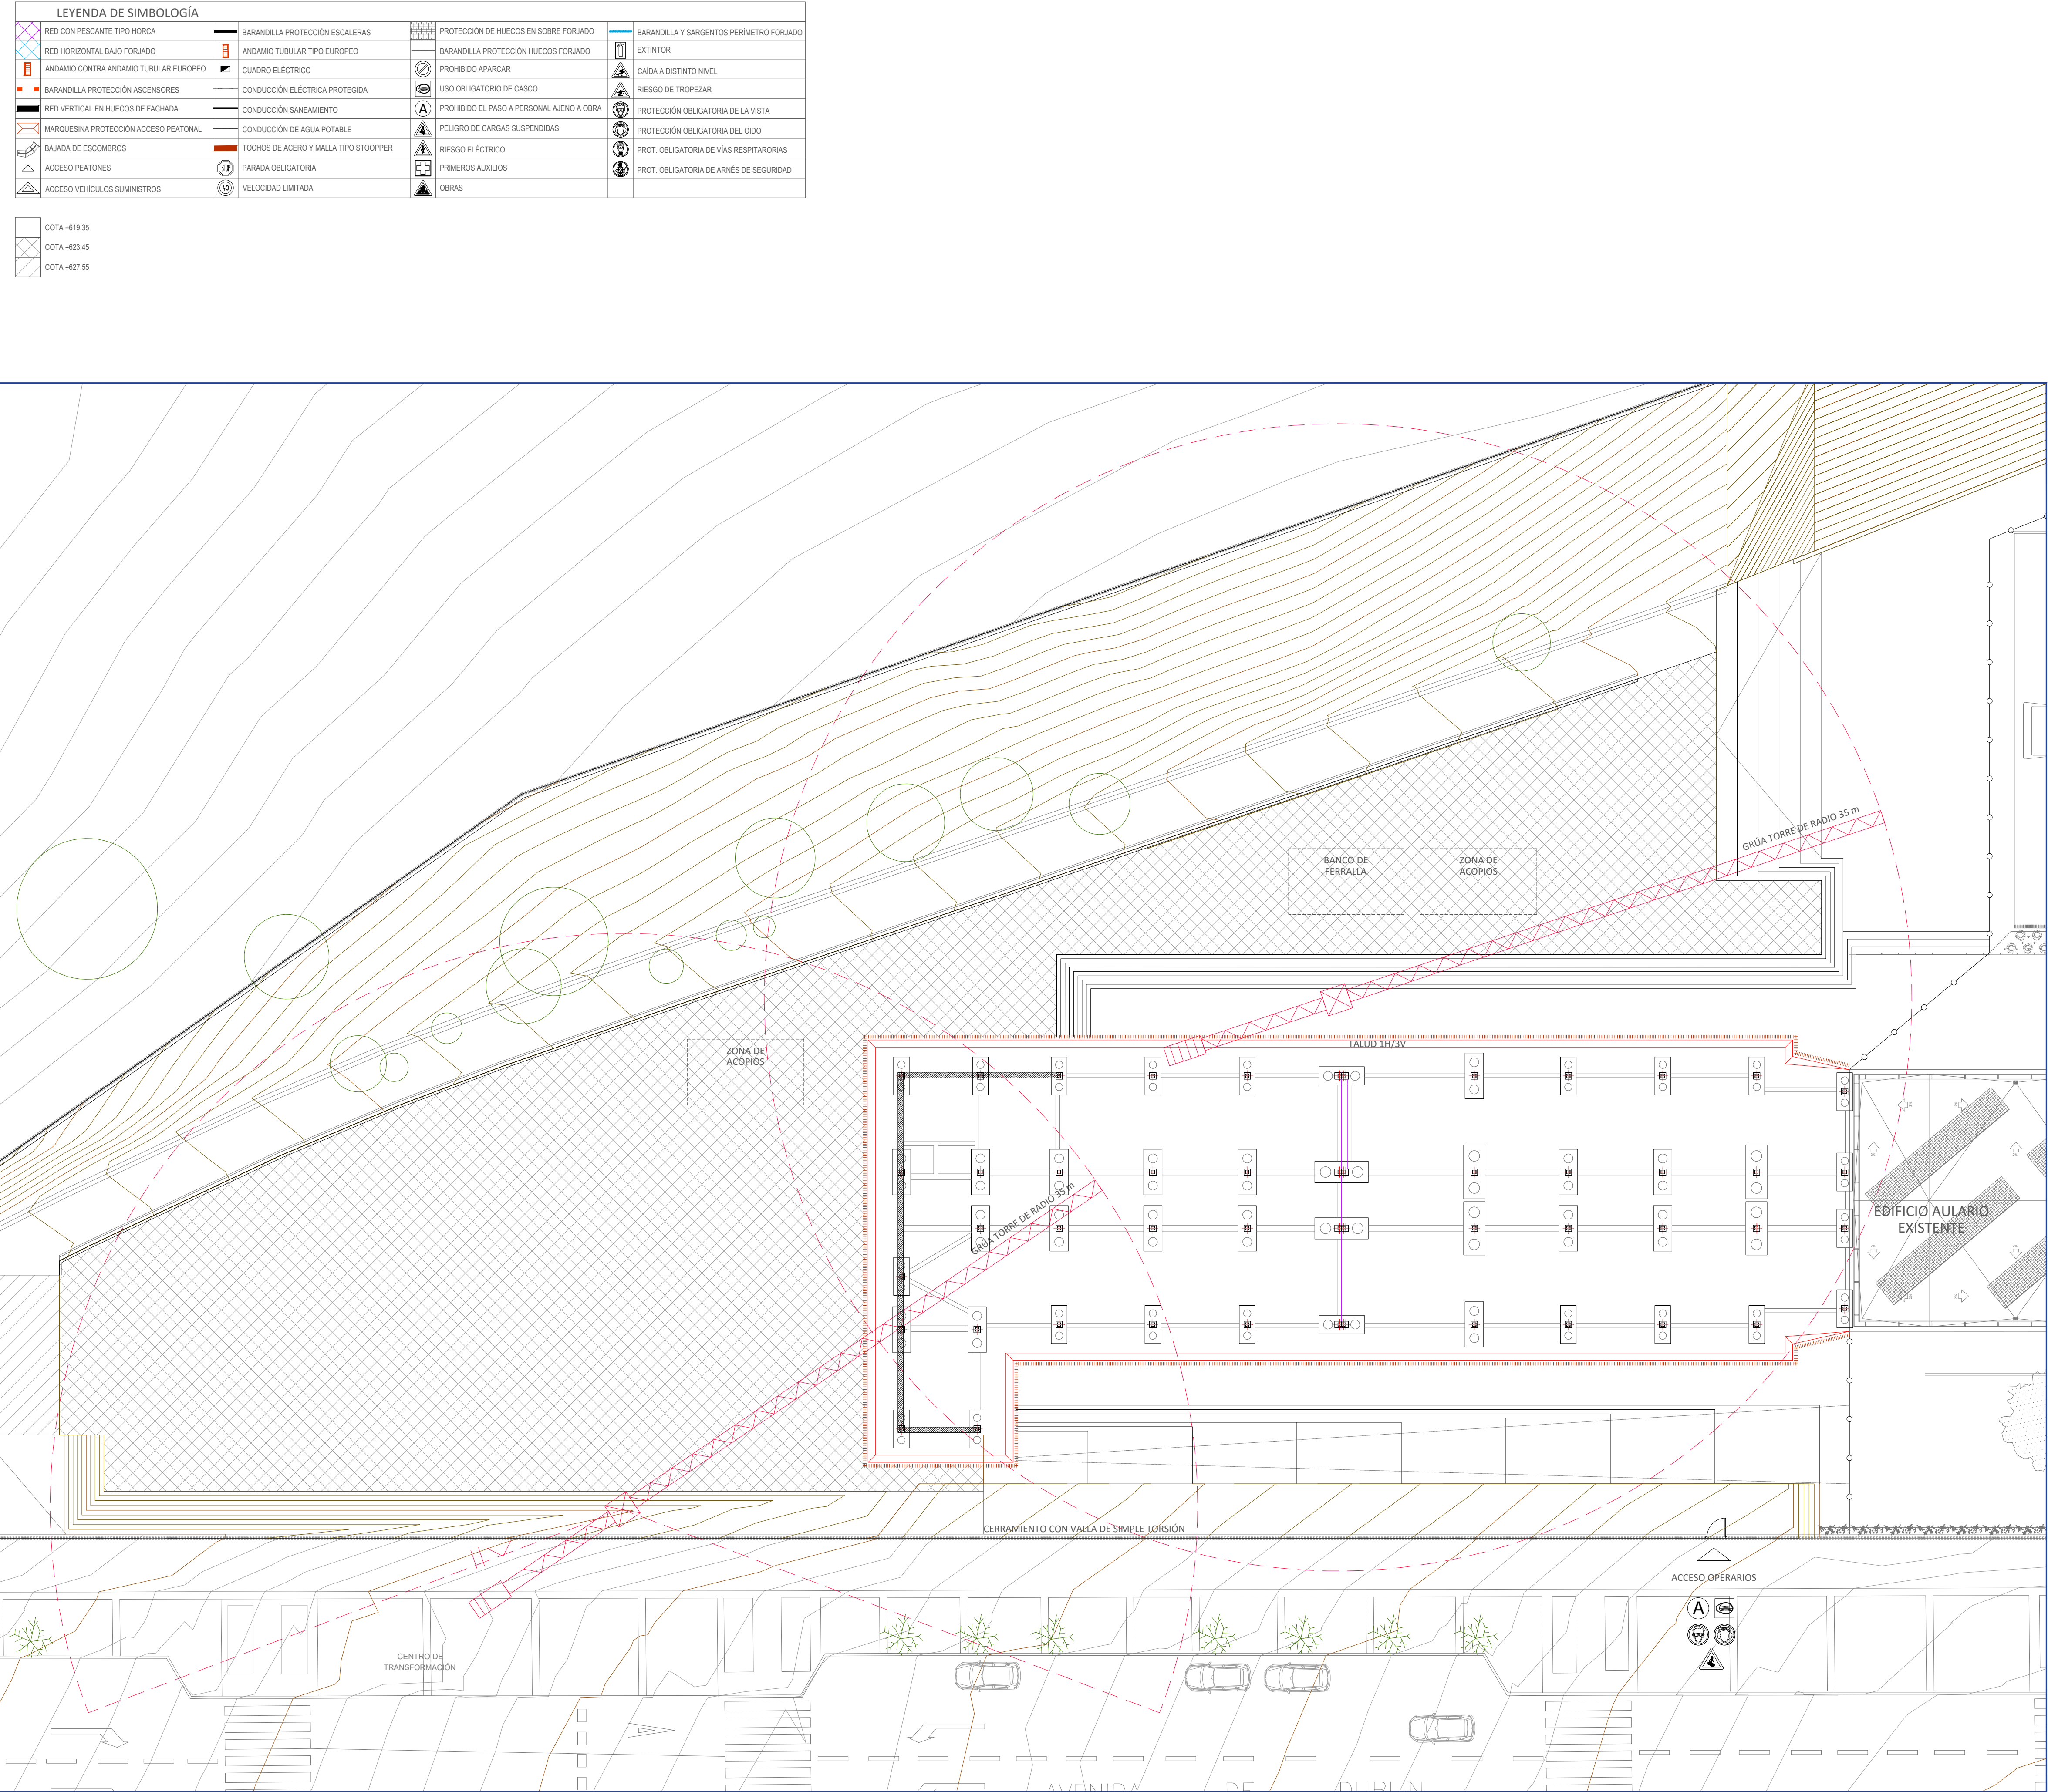 LEYENDA DE SIMBOLOGÍA
RED CON PESCANTE TIPO HORCA
BARANDILLA PROTECCIÓN ESCALERAS
PROTECCIÓN DE HUECOS EN SOBRE FORJADO
BARANDILLA Y SARGENTOS PERÍMETRO FORJADO
RED HORIZONTAL BAJO FORJADO
ANDAMIO TUBULAR TIPO EUROPEO
BARANDILLA PROTECCIÓN HUECOS FORJADO
EXTINTOR
ANDAMIO CONTRA ANDAMIO TUBULAR EUROPEO
CUADRO ELÉCTRICO
PROHIBIDO APARCAR
CAÍDA A DISTINTO NIVEL
BARANDILLA PROTECCIÓN ASCENSORES
CONDUCCIÓN ELÉCTRICA PROTEGIDA
USO OBLIGATORIO DE CASCO
RIESGO DE TROPEZAR
RED VERTICAL EN HUECOS DE FACHADA
CONDUCCIÓN SANEAMIENTO
A
PROHIBIDO EL PASO A PERSONAL AJENO A OBRA
PROTECCIÓN OBLIGATORIA DE LA VISTA
MARQUESINA PROTECCIÓN ACCESO PEATONAL
CONDUCCIÓN DE AGUA POTABLE
PELIGRO DE CARGAS SUSPENDIDAS
PROTECCIÓN OBLIGATORIA DEL OIDO
BAJADA DE ESCOMBROS
TOCHOS DE ACERO Y MALLA TIPO STOOPPER
RIESGO ELÉCTRICO
PROT. OBLIGATORIA DE VÍAS RESPITARORIAS
ACCESO PEATONES
STOP
PARADA OBLIGATORIA
PRIMEROS AUXILIOS
PROT. OBLIGATORIA DE ARNÉS DE SEGURIDAD
ACCESO VEHÍCULOS SUMINISTROS
40
VELOCIDAD LIMITADA
OBRAS
COTA +619,35
COTA +623,45
COTA +627,55
GRÚA TORRE DE RADIO 35 m
BANCO DE
FERRALLA
ZONA DE
ACOPIOS
ZONA DE
ACOPIOS
TALUD 1H/3V
GRÚA TORRE DE RADIO 35 m
EDIFICIO AULARIO
EXISTENTE
CERRAMIENTO CON VALLA DE SIMPLE TORSIÓN
ACCESO OPERARIOS
A
CENTRO DE
TRANSFORMACIÓN
AVENIDA DE DUBLIN